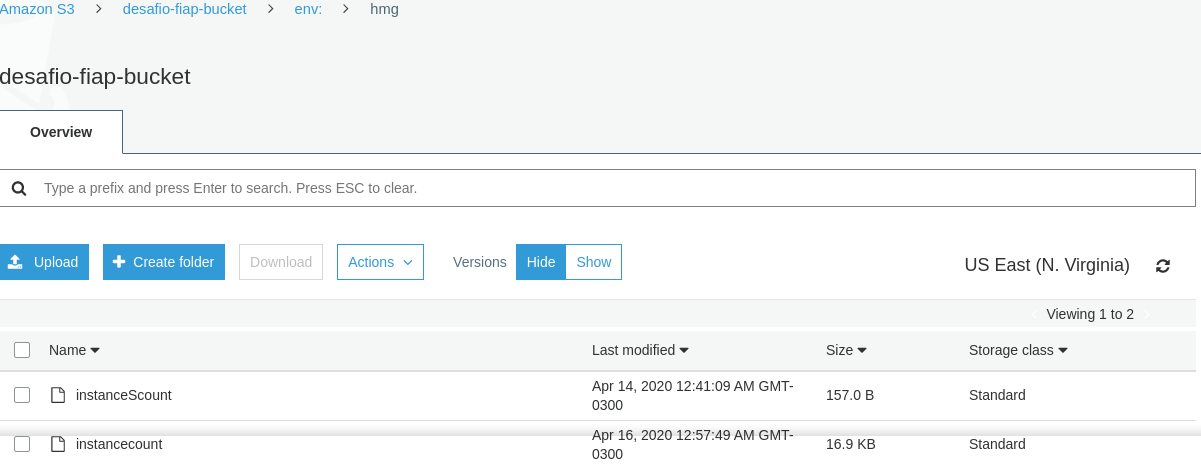 Amazon S3 > desafio-fiap-bucket > env: > hmg
desafio-fiap-bucket
Overview
Type a prefix and press Enter to search. Press ESC to clear.
Upload Create folder Download Actions Versions Hide Show US East (N. Virginia)
Viewing 1 to 2
Name Last modified Size Storage class
instanceScount Apr 14, 2020 12:41:09 AM GMT-
0300 157.0 B Standard
instancecount Apr 16, 2020 12:57:49 AM GMT-
0300 16.9 KB Standard